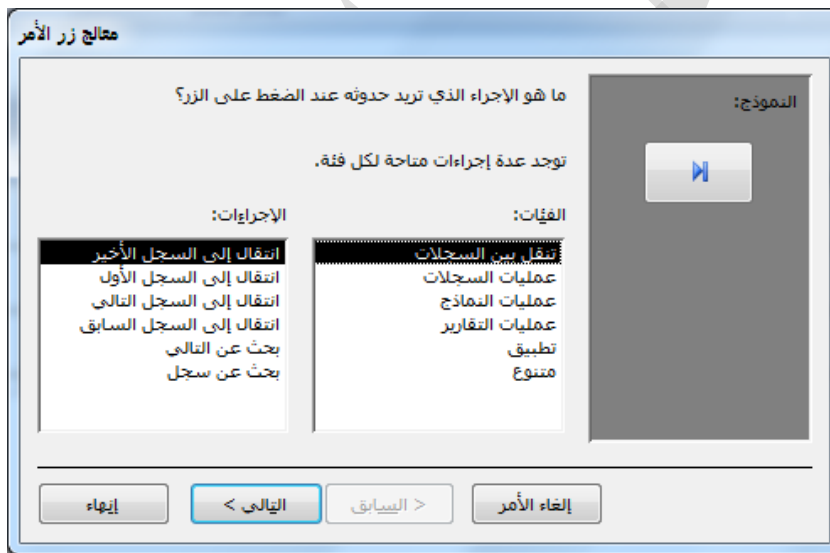 معالج زر الأمر
النموذج:
ما هو الإجراء الذي تريد حدوثه عند الضغط على الزر؟
توجد عدة إجراءات متاحة لكل فئة.
الفئات:
تنقل بين السجلات
عمليات السجلات
عمليات النماذج
عمليات التقارير
تطبيق
متنوع
الإجراءات:
انتقال إلى السجل الأخير
انتقال إلى السجل الأول
انتقال إلى السجل التالي
انتقال إلى السجل السابق
بحث عن التالي
بحث عن سجل
إلغاء الأمر
< السابق
التالي >
إنهاء